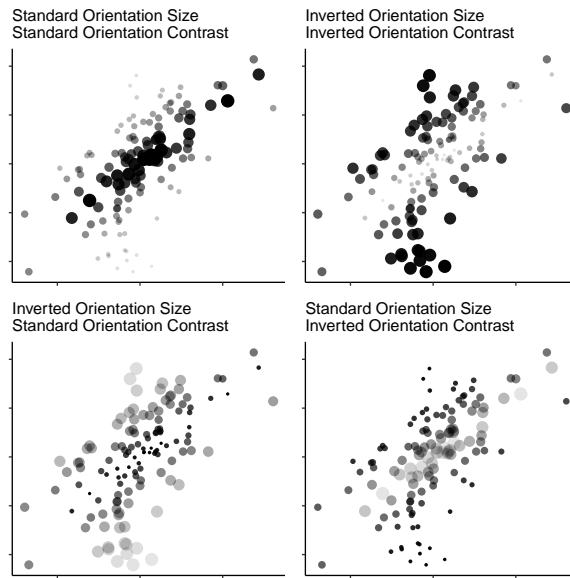 Standard Orientation Size
Standard Orientation Contrast
Inverted Orientation Size
Inverted Orientation Contrast
Inverted Orientation Size
Standard Orientation Contrast
Standard Orientation Size
Inverted Orientation Contrast